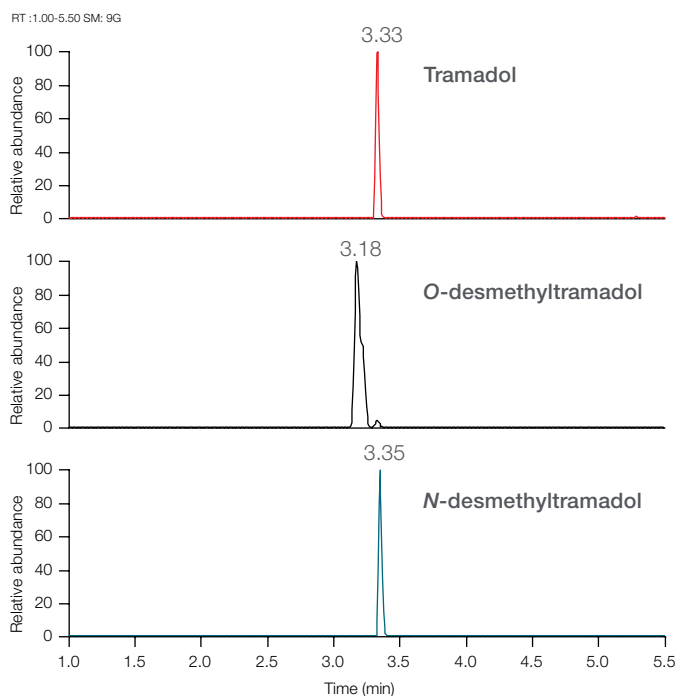 RT :1.00-5.50 SM: 9G
3.33
Tramadol
Relative abundance
100
80
60
40
20
0
3.18
O-desmethyltramadol
Relative abundance
100
80
60
40
20
0
3.35
N-desmethyltramadol
Relative abundance
100
80
60
40
20
0
1.0 1.5 2.0 2.5 3.0 3.5 4.0 4.5 5.0 5.5
Time (min)